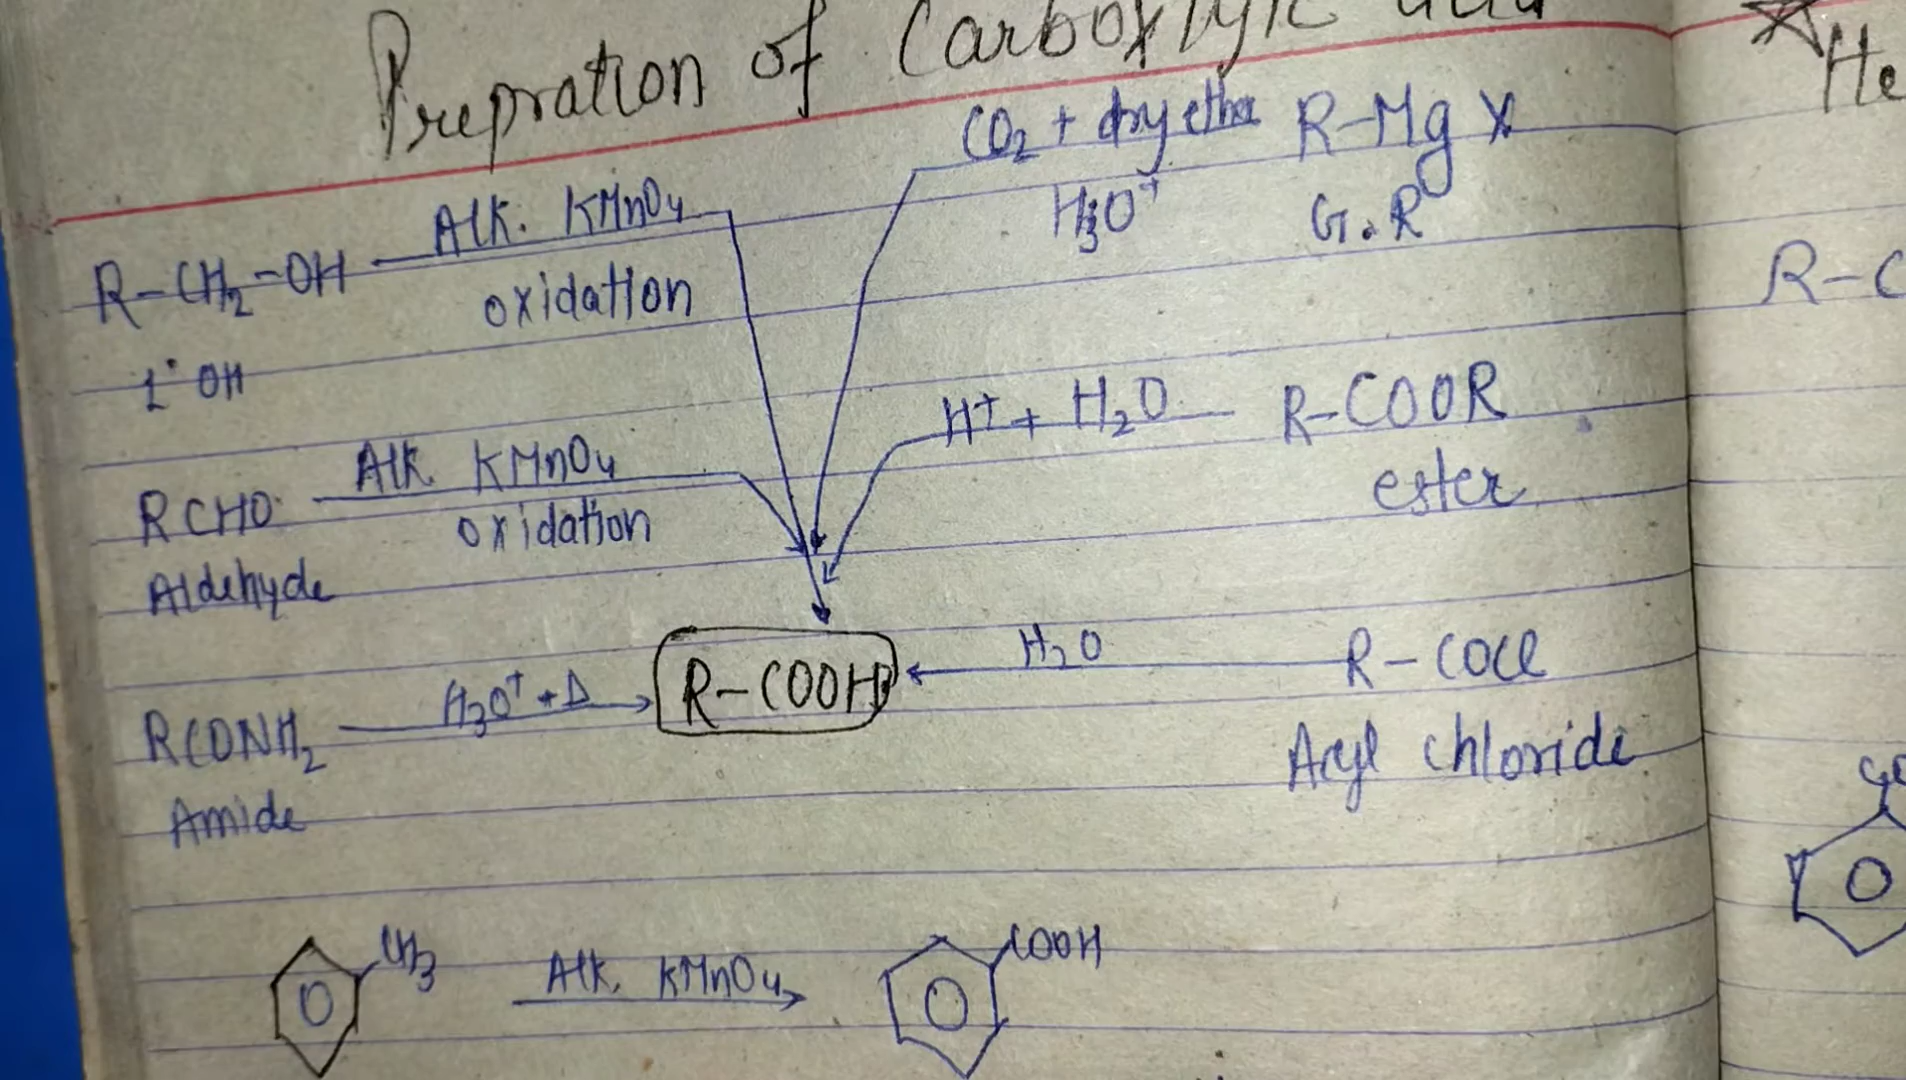 Prepration of Carboxylic acid
CO₂ + dry ether R-Mg X
H₃O⁺ G.R
R-CH₂-OH Alk. KMnO₄
oxidation
1° OH
H⁺ + H₂O R-COOR
ester
RCHO Alk. KMnO₄
oxidation
Aldehyde
RCONH₂ H₃O⁺ + Δ R-COOH H₂O R-COCl
Amide
Acyl chloride
CH₃ Alk. KMnO₄ COOH
He
R-C